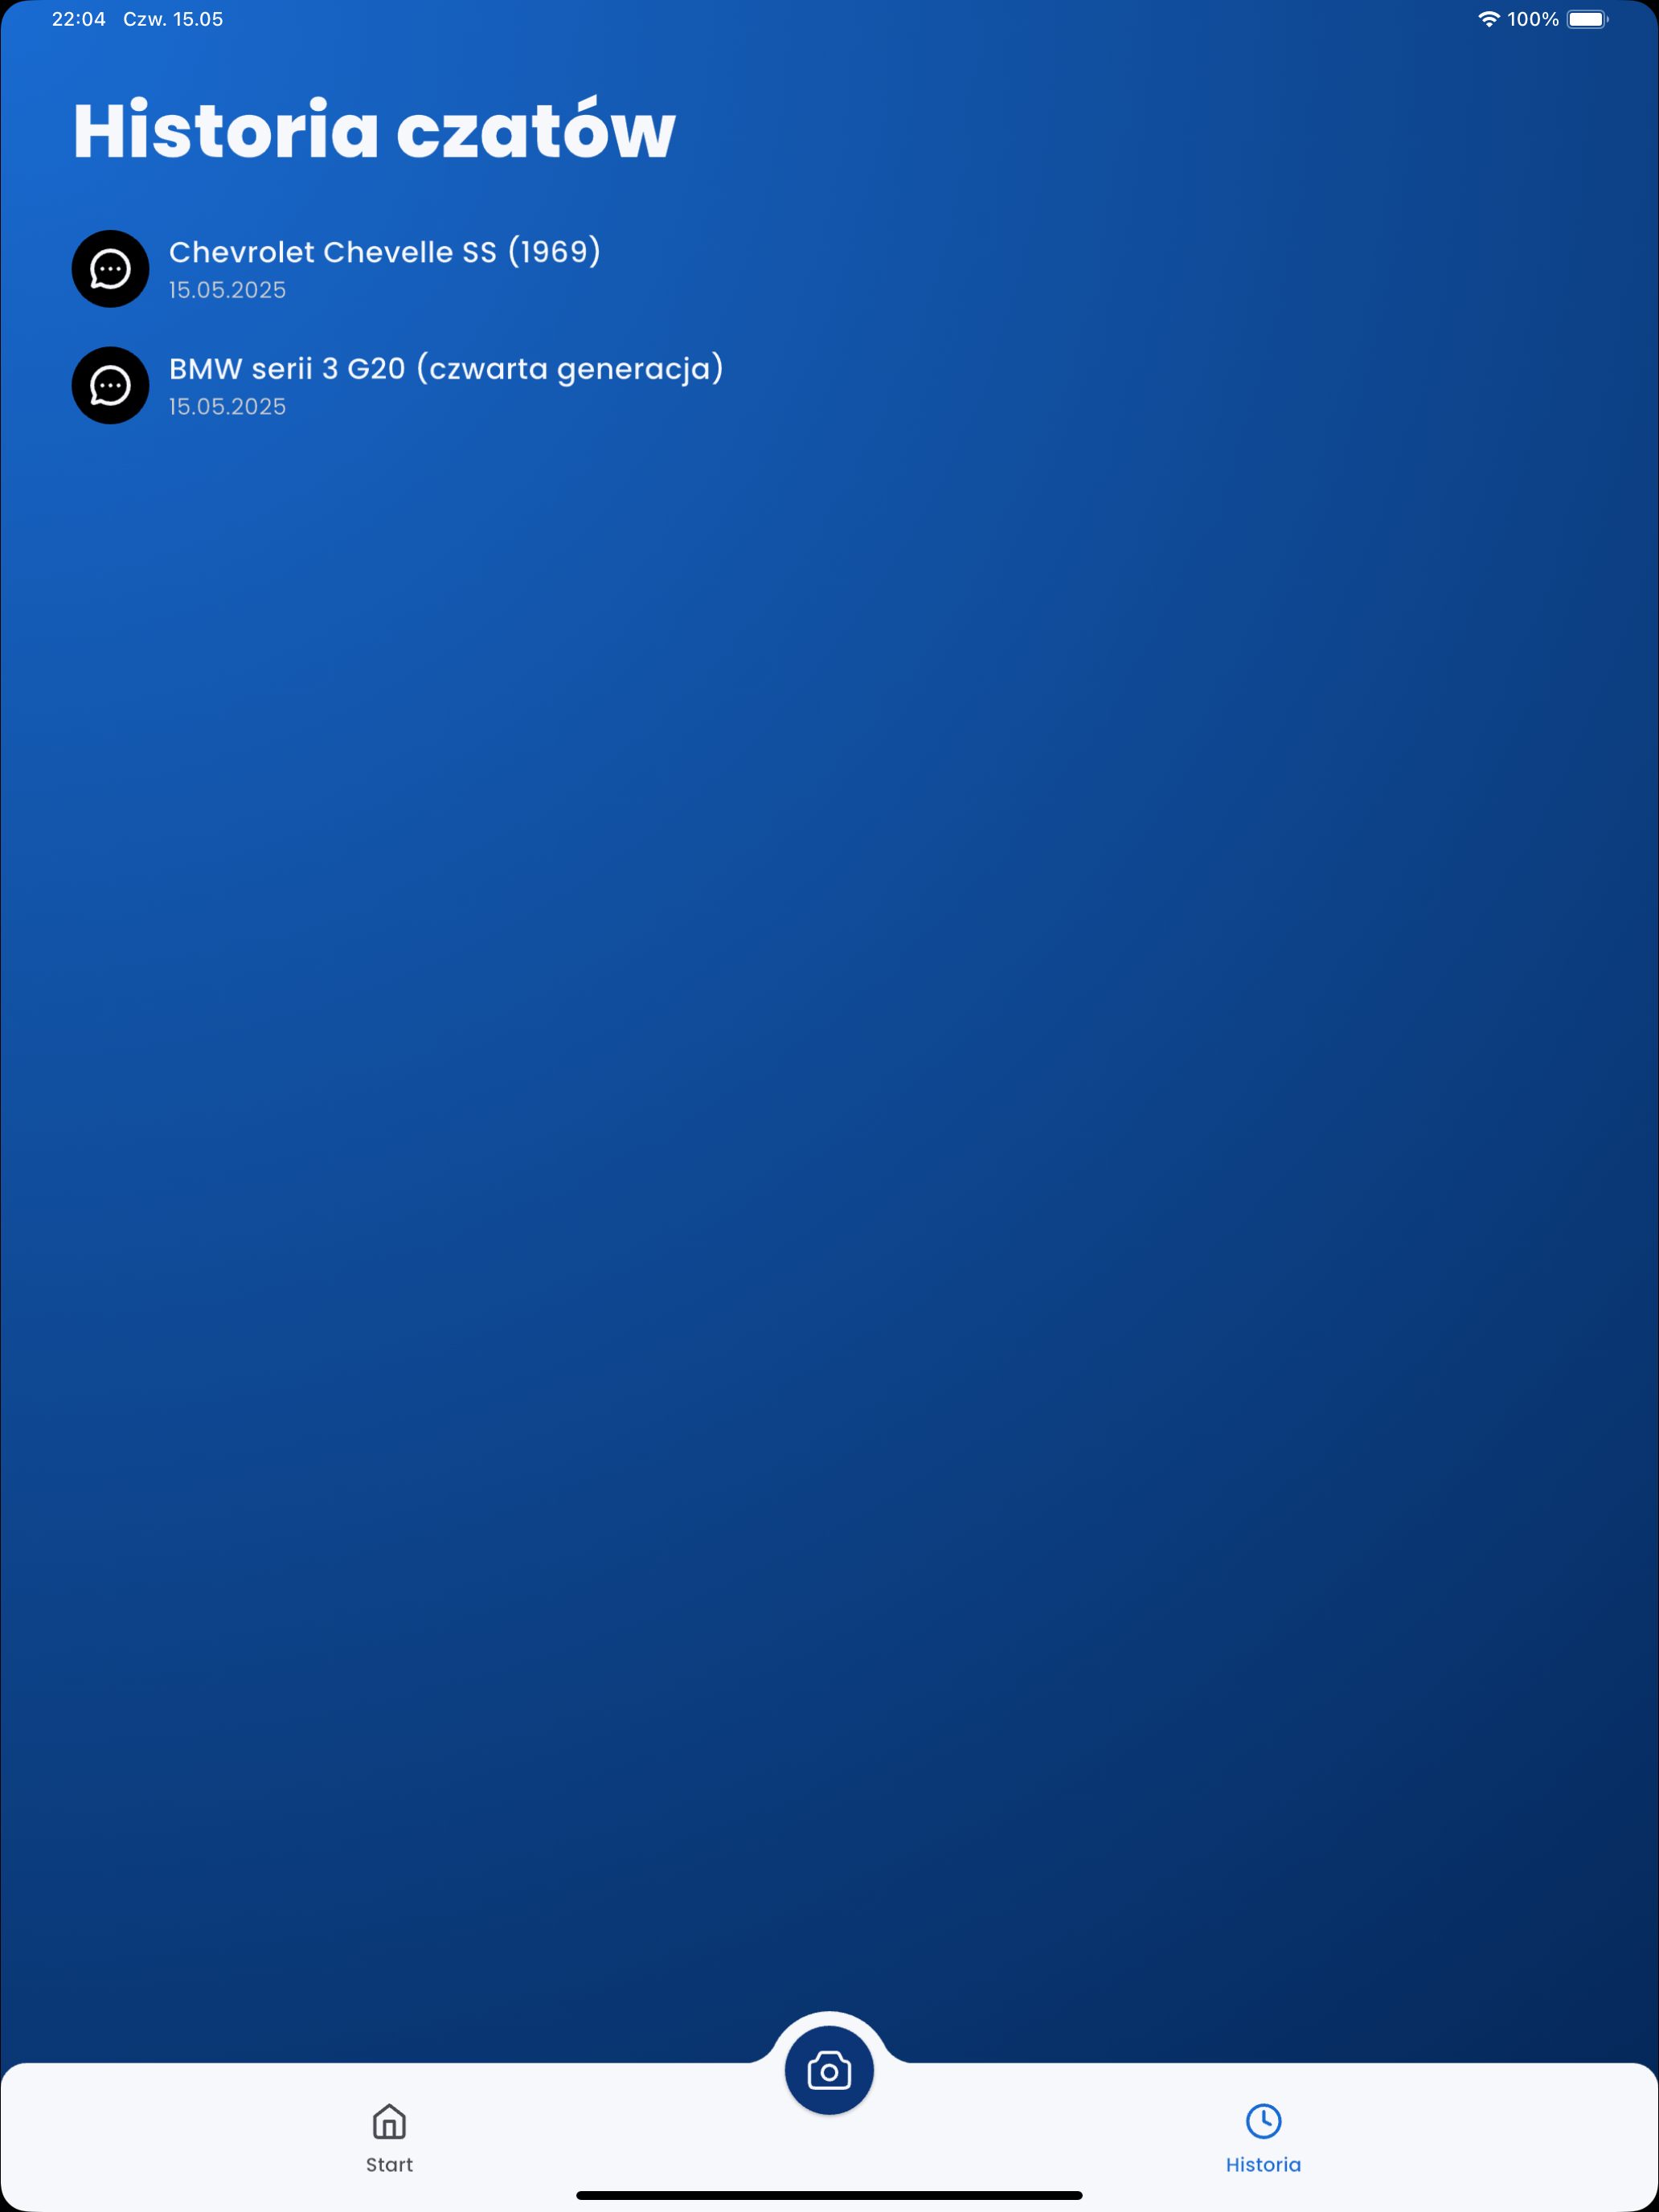 22:04 Czw. 15.05 100%
Historia czatów
Chevrolet Chevelle SS (1969)
15.05.2025
BMW serii 3 G20 (czwarta generacja)
15.05.2025
Start
Historia